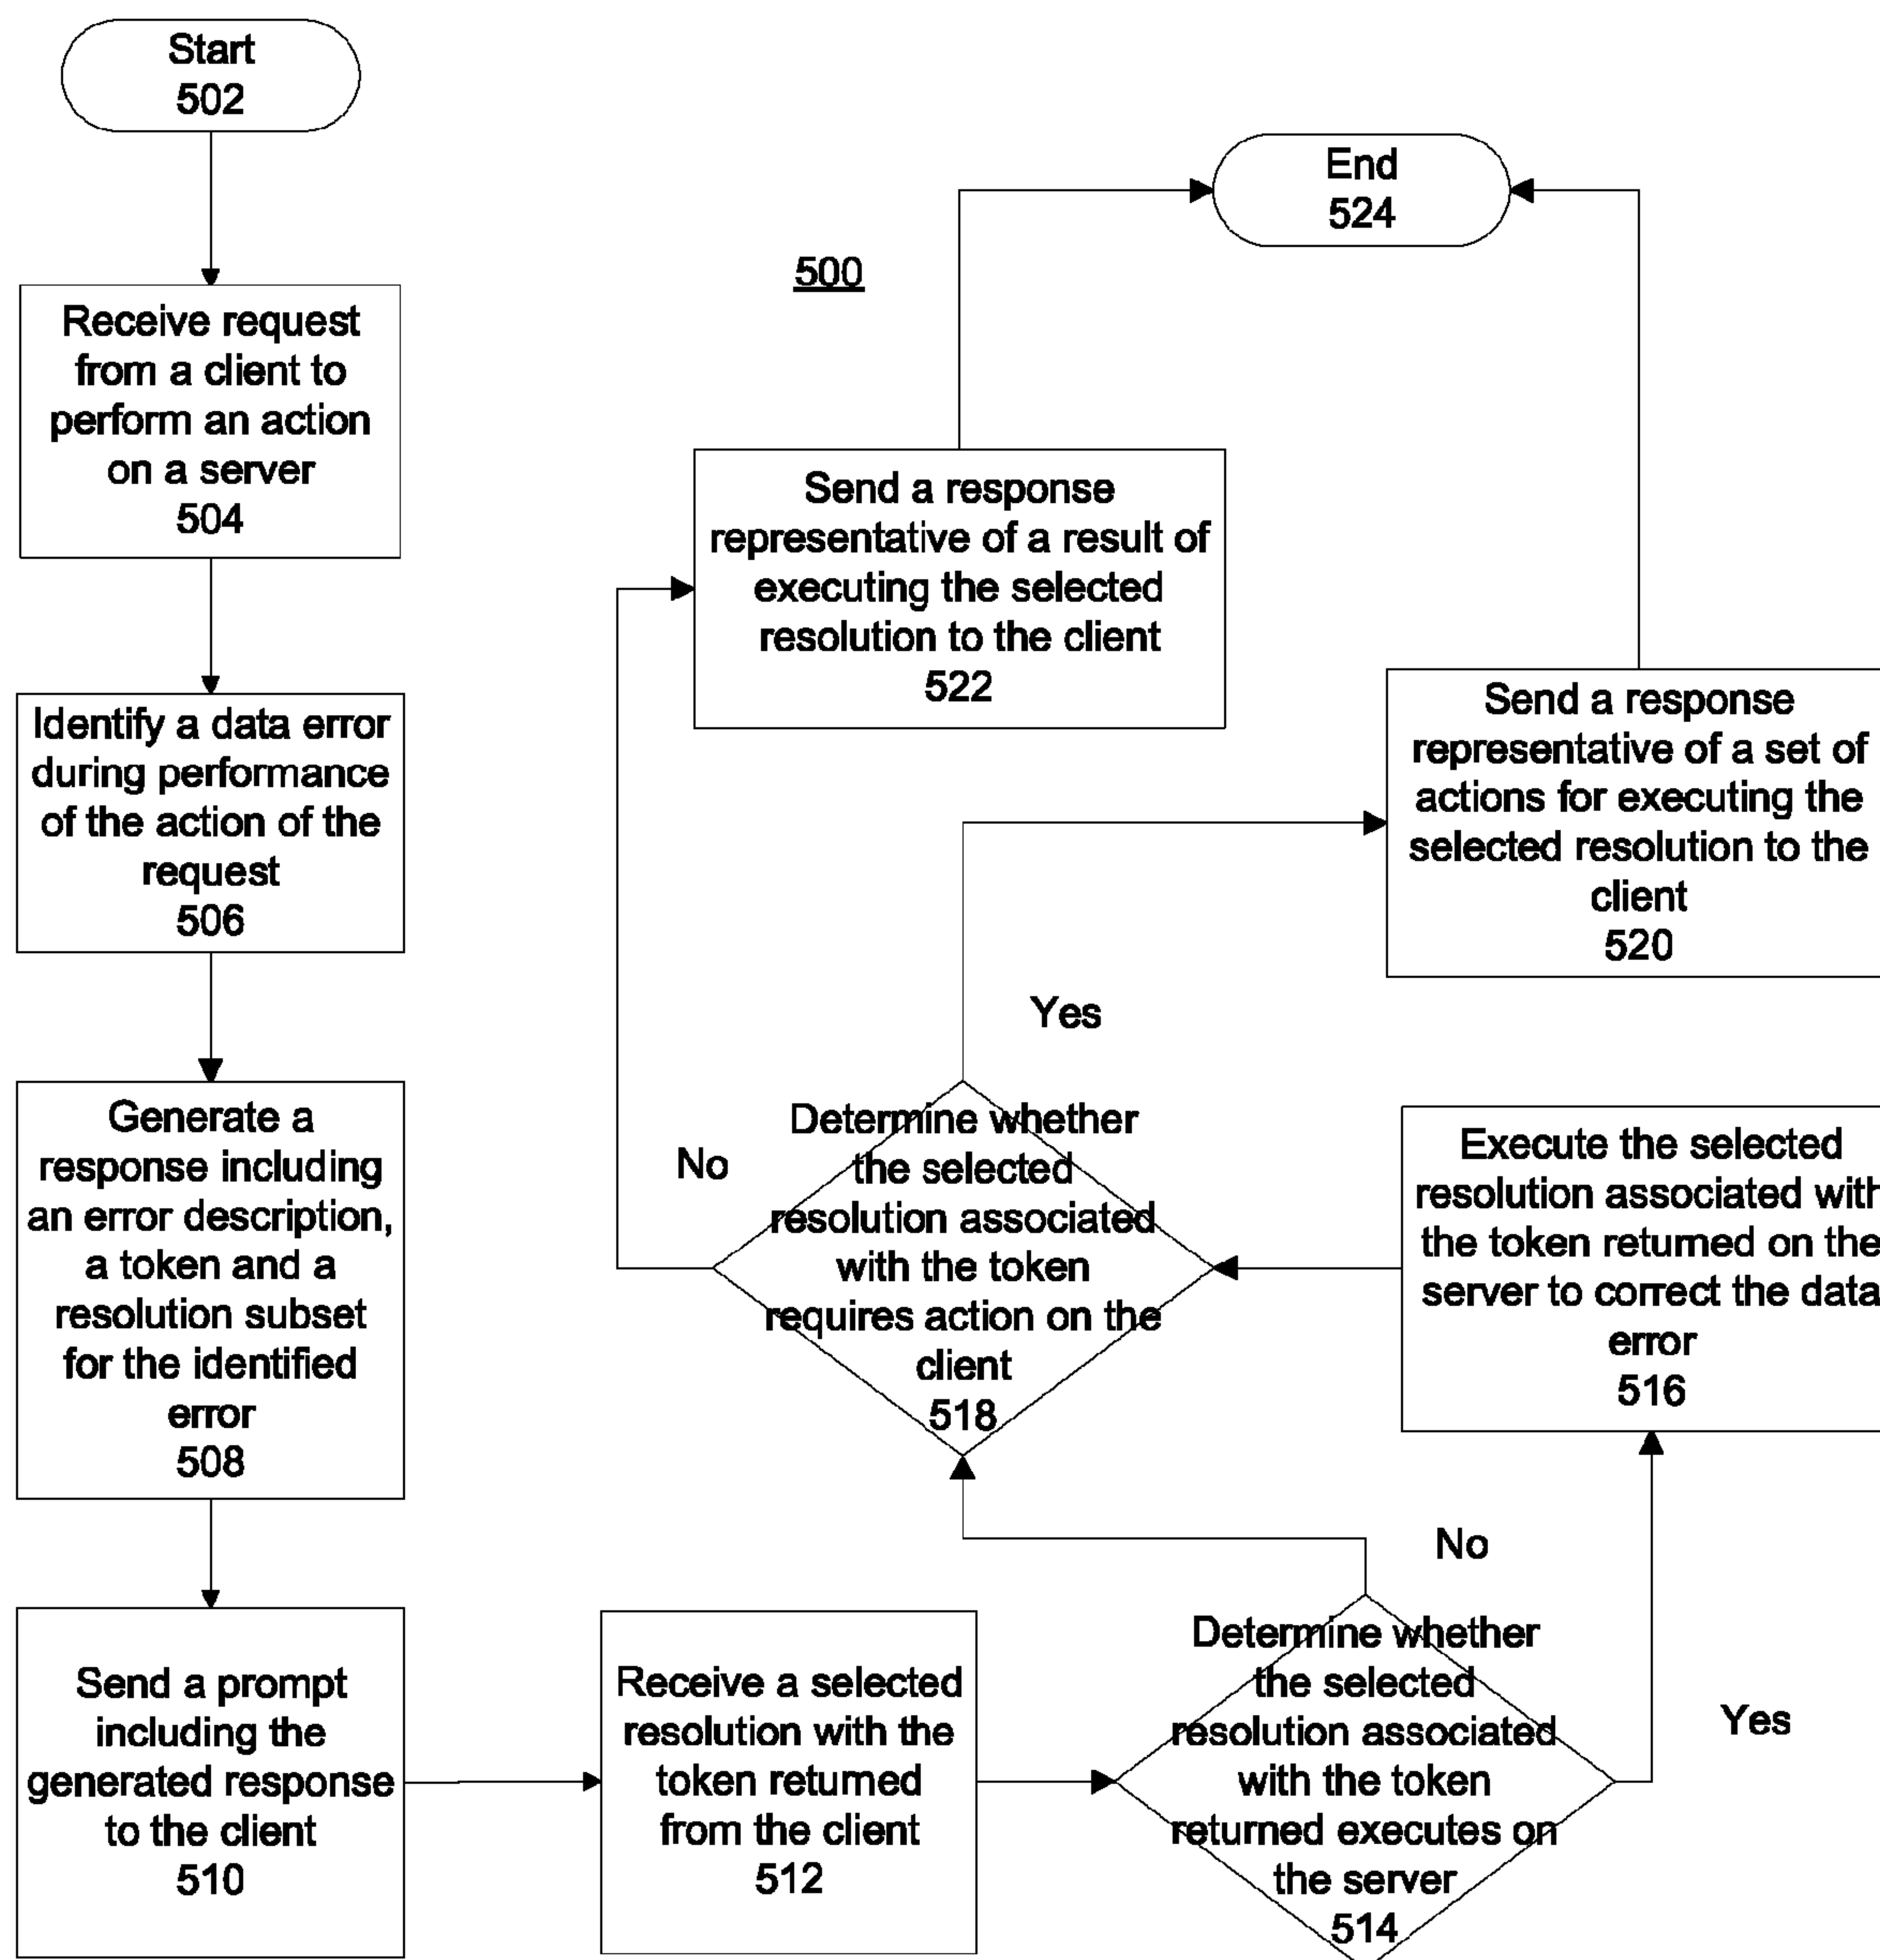 Start
502
Receive request
from a client to
perform an action
on a server
504
Identify a data error
during performance
of the action of the
request
506
Generate a
response including
an error description,
a token and a
resolution subset
for the identified
error
508
Send a prompt
including the
generated response
to the client
510
Receive a selected
resolution with the
token returned
from the client
512
Determine whether
the selected
resolution associated
with the token
returned executes on
the server
514
No
Yes
Execute the selected
resolution associated with
the token returned on the
server to correct the data
error
516
Determine whether
the selected
resolution associated
with the token
requires action on the
client
518
No
Yes
Send a response
representative of a set of
actions for executing the
selected resolution to the
client
520
Send a response
representative of a result of
executing the selected
resolution to the client
522
500
End
524